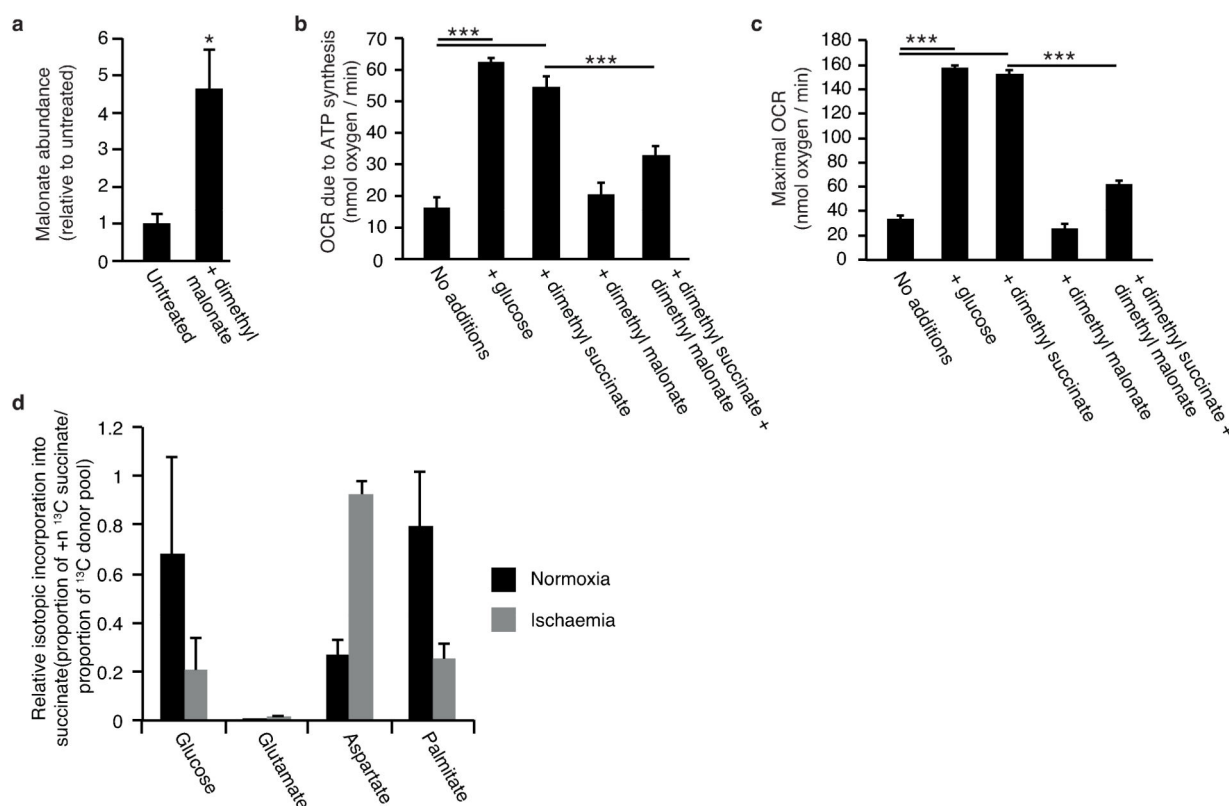 a
Malonate abundance
(relative to untreated)
6
5
4
3
2
1
0
*
Untreated
+ dimethyl
malonate
b
OCR due to ATP synthesis
(nmol oxygen / min)
70
60
50
40
30
20
10
0
***
***
No additions
+ glucose
+ dimethyl succinate
+ dimethyl malonate
+ dimethyl succinate +
dimethyl malonate
c
Maximal OCR
(nmol oxygen / min)
180
160
140
120
100
80
60
40
20
0
***
***
No additions
+ glucose
+ dimethyl succinate
+ dimethyl malonate
+ dimethyl succinate +
dimethyl malonate
d
Relative isotopic incorporation into
succinate(proportion of +n ¹³C succinate/
proportion of ¹³C donor pool)
1.2
1
0.8
0.6
0.4
0.2
0
Glucose
Glutamate
Aspartate
Palmitate
Normoxia
Ischaemia